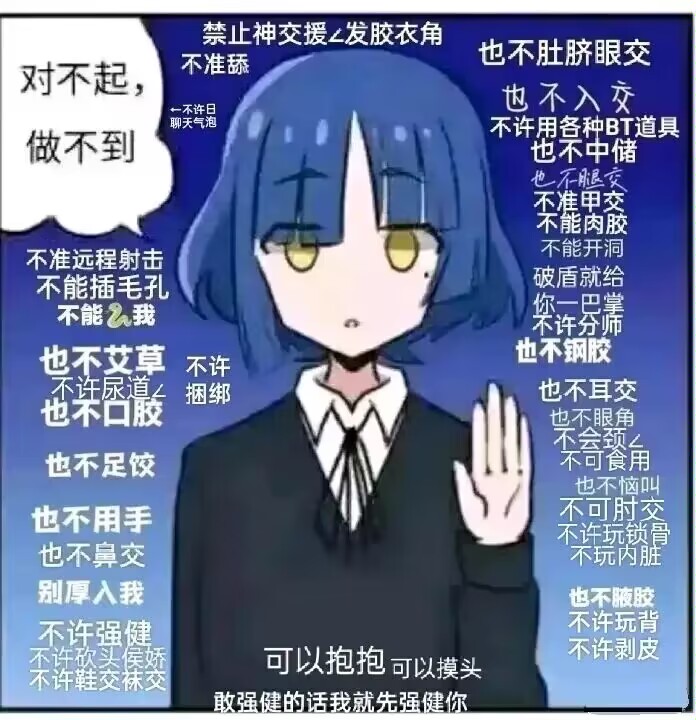 对不起，
做不到
禁止神交援∠发胶衣角
不准舔
←不许日
聊天气泡
也不肚脐眼交
也不入交
不许用各种BT道具
也不中储
也不腿交
不准甲交
不能肉胶
不能开洞
破盾就给
你一巴掌
不许分师
也不钢胶
不准远程射击
不能插毛孔
不能🐍我
也不艾草
不许尿道∠
也不口胶
不许
捆绑
也不足饺
也不用手
也不鼻交
别厚入我
不许强健
不许砍头侯娇
不许鞋交袜交
也不耳交
也不眼角
不会颈∠
不可食用
也不恼叫
不可肘交
不许玩锁骨
不玩内脏
也不腋胶
不许玩背
不许剥皮
可以抱抱 可以摸头
敢强健的话我就先强健你